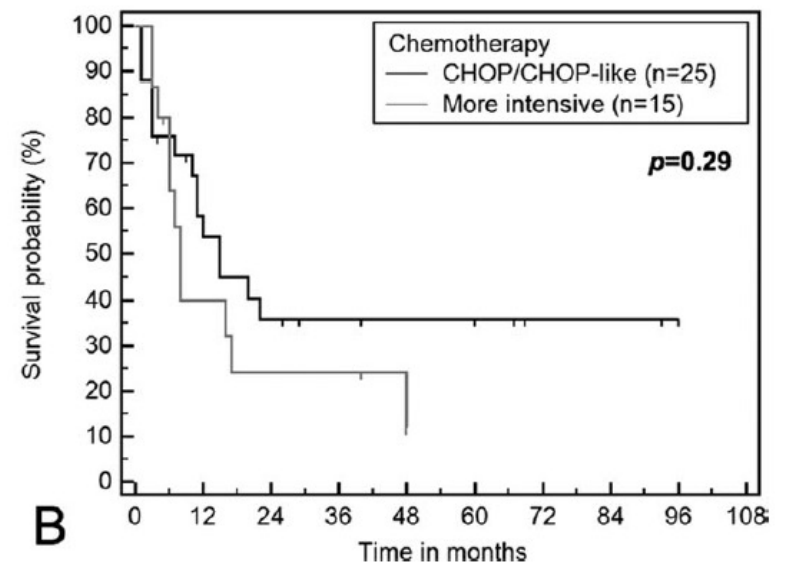 Chemotherapy
CHOP/CHOP-like (n=25)
More intensive (n=15)
p=0.29
Survival probability (%)
100
90
80
70
60
50
40
30
20
10
0
0 12 24 36 48 60 72 84 96 108
Time in months
B